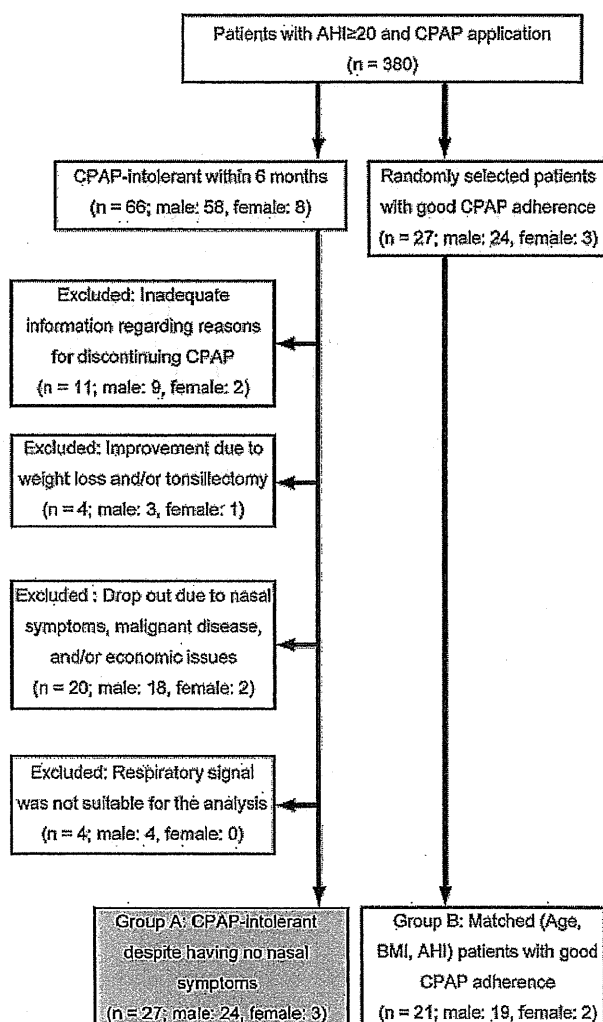 Patients with AHI≥20 and CPAP application
(n = 380)
CPAP-intolerant within 6 months
(n = 66; male: 58, female: 8)
Randomly selected patients
with good CPAP adherence
(n = 27; male: 24, female: 3)
Excluded: Inadequate
information regarding reasons
for discontinuing CPAP
(n = 11; male: 9, female: 2)
Excluded: Improvement due to
weight loss and/or tonsillectomy
(n = 4; male: 3, female: 1)
Excluded : Drop out due to nasal
symptoms, malignant disease,
and/or economic issues
(n = 20; male: 18, female: 2)
Excluded: Respiratory signal
was not suitable for the analysis
(n = 4; male: 4, female: 0)
Group A: CPAP-intolerant
despite having no nasal
symptoms
(n = 27; male: 24, female: 3)
Group B: Matched (Age,
BMI, AHI) patients with good
CPAP adherence
(n = 21; male: 19, female: 2)